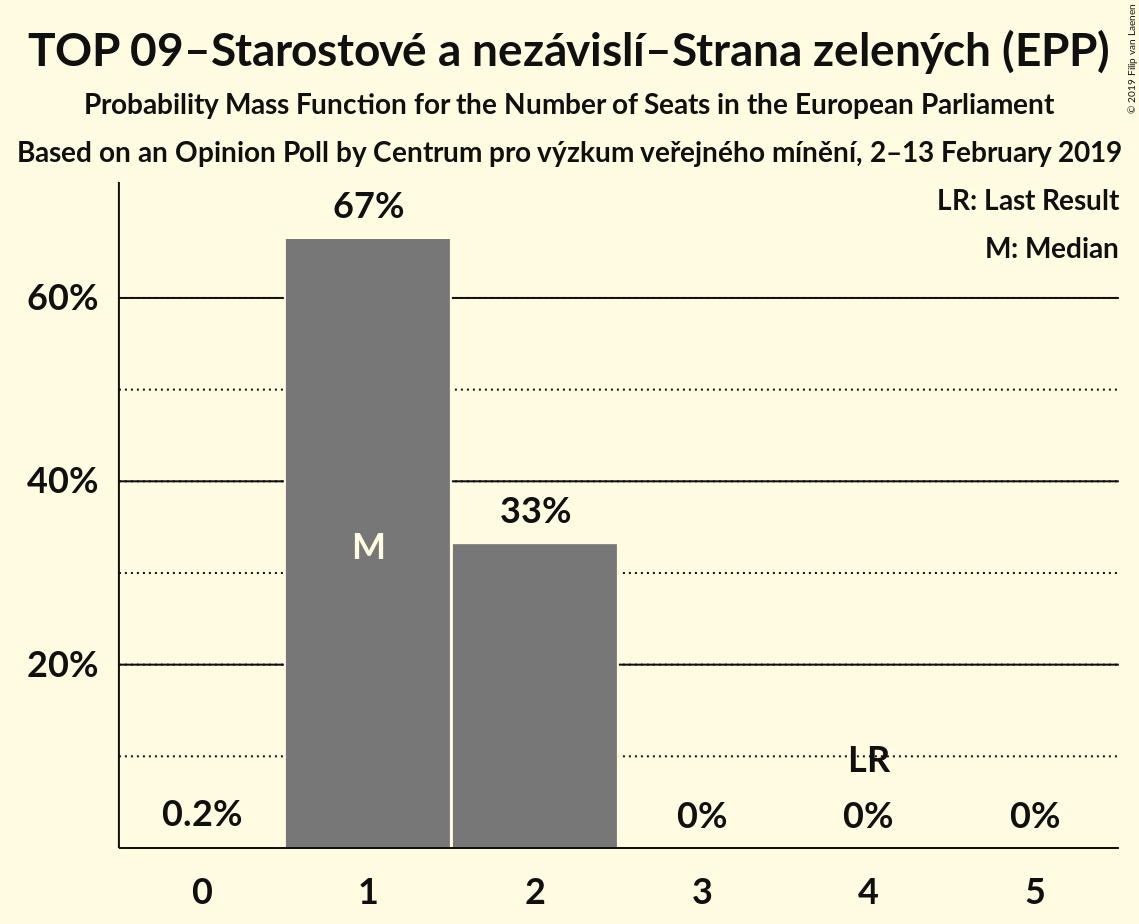 TOP 09–Starostové a nezávislí–Strana zelených (EPP)
Probability Mass Function for the Number of Seats in the European Parliament
Based on an Opinion Poll by Centrum pro výzkum veřejného mínění, 2–13 February 2019
© 2019 Filip van Laenen
LR: Last Result
M: Median
67%
60%
40%
33%
M
20%
LR
0.2%
0%
0%
0%
0
1
2
3
4
5